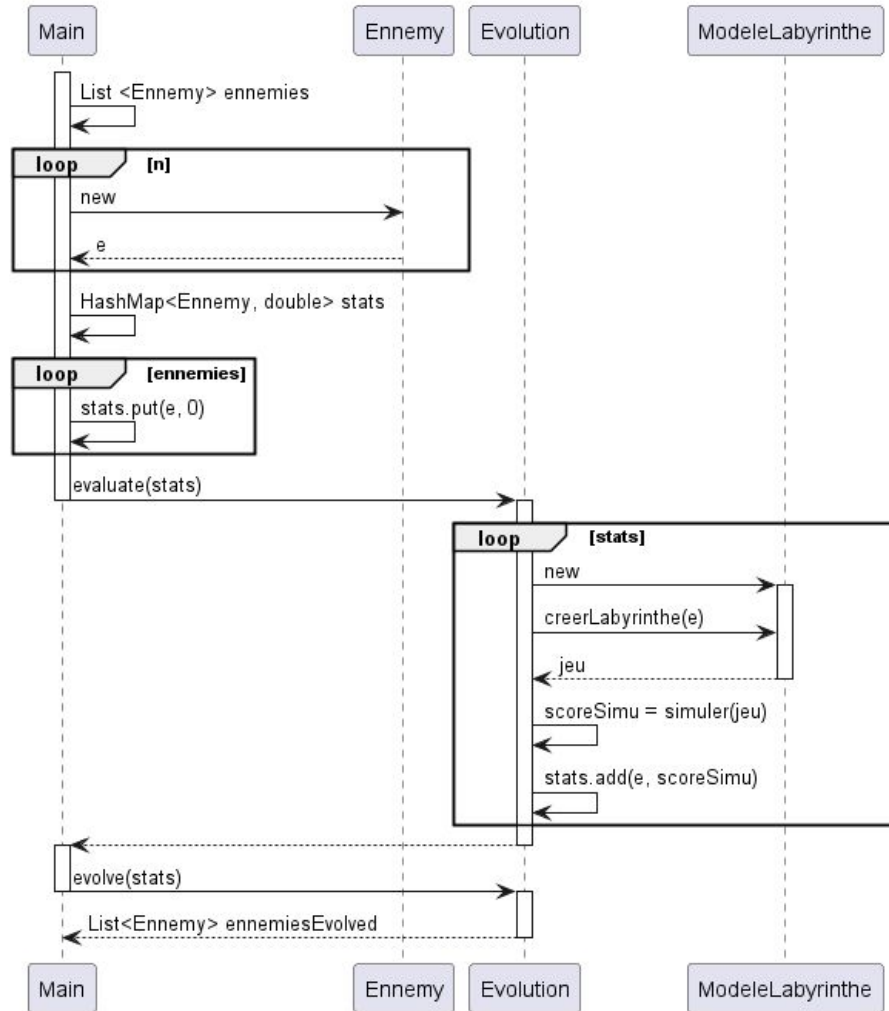 Main
Ennemy
Evolution
ModeleLabyrinthe
List <Ennemy> ennemies
loop
[n]
new
e
HashMap<Ennemy, double> stats
loop
[ennemies]
stats.put(e, 0)
evaluate(stats)
loop
[stats]
new
creerLabyrinthe(e)
jeu
scoreSimu = simuler(jeu)
stats.add(e, scoreSimu)
evolve(stats)
List<Ennemy> ennemiesEvolved
Main
Ennemy
Evolution
ModeleLabyrinthe